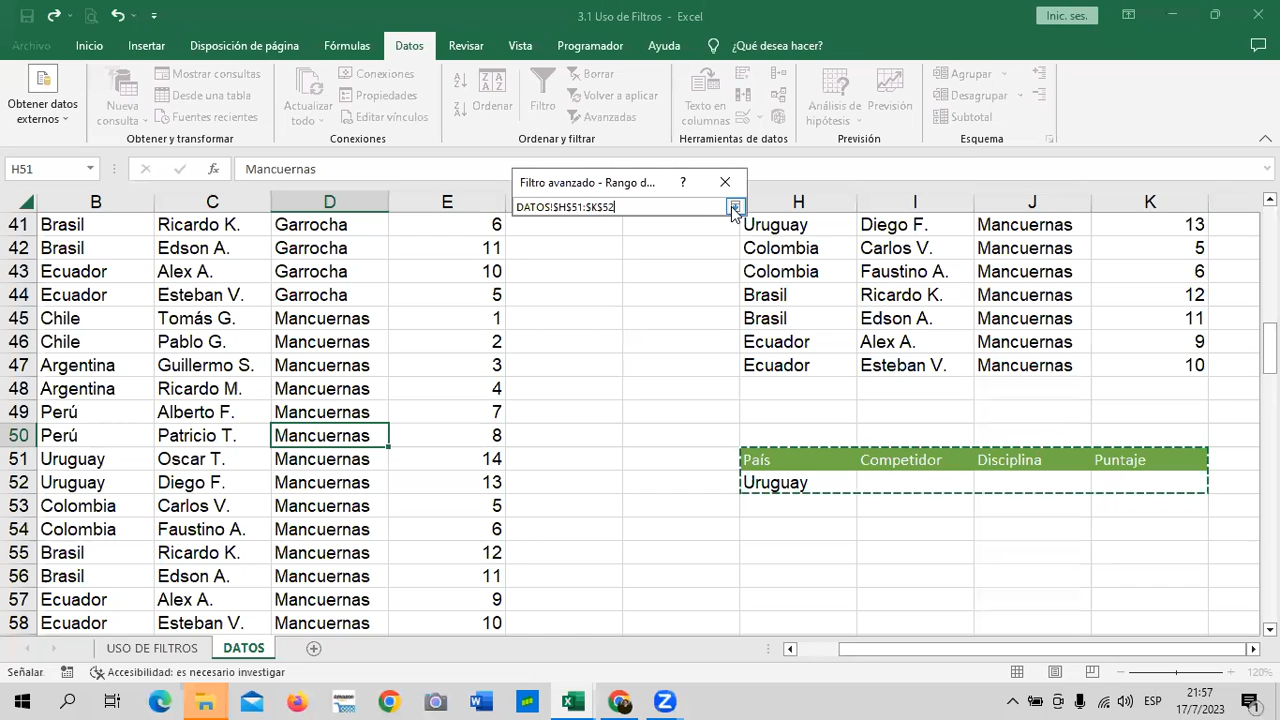 3.1 Uso de Filtros - Excel
Inic. ses.
Archivo Inicio Insertar Disposición de página Fórmulas Datos Revisar Vista Programador Ayuda ¿Qué desea hacer?
Obtener datos externos
Nueva consulta
Mostrar consultas
Desde una tabla
Fuentes recientes
Obtener y transformar
Actualizar todo
Conexiones
Propiedades
Editar vínculos
Conexiones
Ordenar
Filtro
Borrar
Volver a aplicar
Avanzadas
Ordenar y filtrar
Texto en columnas
Herramientas de datos
Análisis de hipótesis
Previsión
Previsión
Agrupar
Desagrupar
Subtotal
Esquema
H51 fx Mancuernas
Filtro avanzado - Rango d... ?
DATOS!$H$51:$K$52
B C D E H I J K
41 Brasil Ricardo K. Garrocha 6 Uruguay Diego F. Mancuernas 13
42 Brasil Edson A. Garrocha 11 Colombia Carlos V. Mancuernas 5
43 Ecuador Alex A. Garrocha 10 Colombia Faustino A. Mancuernas 6
44 Ecuador Esteban V. Garrocha 5 Brasil Ricardo K. Mancuernas 12
45 Chile Tomás G. Mancuernas 1 Brasil Edson A. Mancuernas 11
46 Chile Pablo G. Mancuernas 2 Ecuador Alex A. Mancuernas 9
47 Argentina Guillermo S. Mancuernas 3 Ecuador Esteban V. Mancuernas 10
48 Argentina Ricardo M. Mancuernas 4
49 Perú Alberto F. Mancuernas 7
50 Perú Patricio T. Mancuernas 8
51 Uruguay Oscar T. Mancuernas 14 País Competidor Disciplina Puntaje
52 Uruguay Diego F. Mancuernas 13 Uruguay
53 Colombia Carlos V. Mancuernas 5
54 Colombia Faustino A. Mancuernas 6
55 Brasil Ricardo K. Mancuernas 12
56 Brasil Edson A. Mancuernas 11
57 Ecuador Alex A. Mancuernas 9
58 Ecuador Esteban V. Mancuernas 10
USO DE FILTROS DATOS
Señalar. Accesibilidad: es necesario investigar 120%
ESP 21:57
17/7/2023